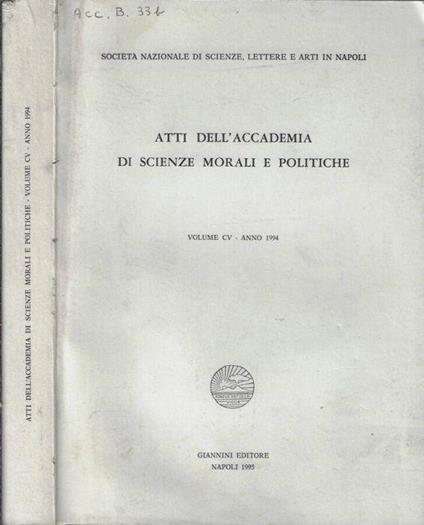 Acc. B. 331
SOCIETÀ NAZIONALE DI SCIENZE, LETTERE E ARTI IN NAPOLI
ATTI DELL'ACCADEMIA
DI SCIENZE MORALI E POLITICHE
VOLUME CV - ANNO 1994
GIANNINI EDITORE
NAPOLI 1995
ATTI DELL'ACCADEMIA DI SCIENZE MORALI E POLITICHE - VOLUME CV - ANNO 1994